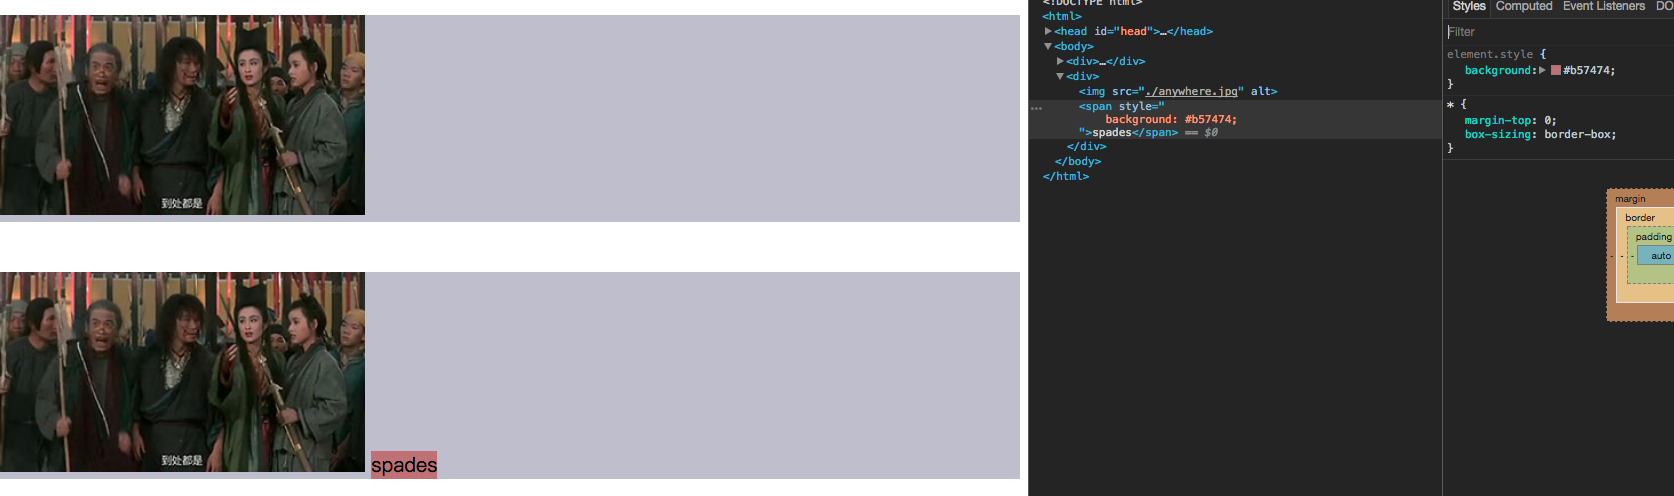 到处都是
到处都是
spades
<!DOCTYPE html>
<html>
<head id="head">…</head>
<body>
<div>…</div>
<div>
<img src="./anywhere.jpg" alt>
...
<span style="
background: #b57474;
">spades</span> == $0
</div>
</body>
</html>
Styles Computed Event Listeners DO
Filter
element.style {
background: #b57474;
}
* {
margin-top: 0;
box-sizing: border-box;
}
margin
border
padding
- - - auto